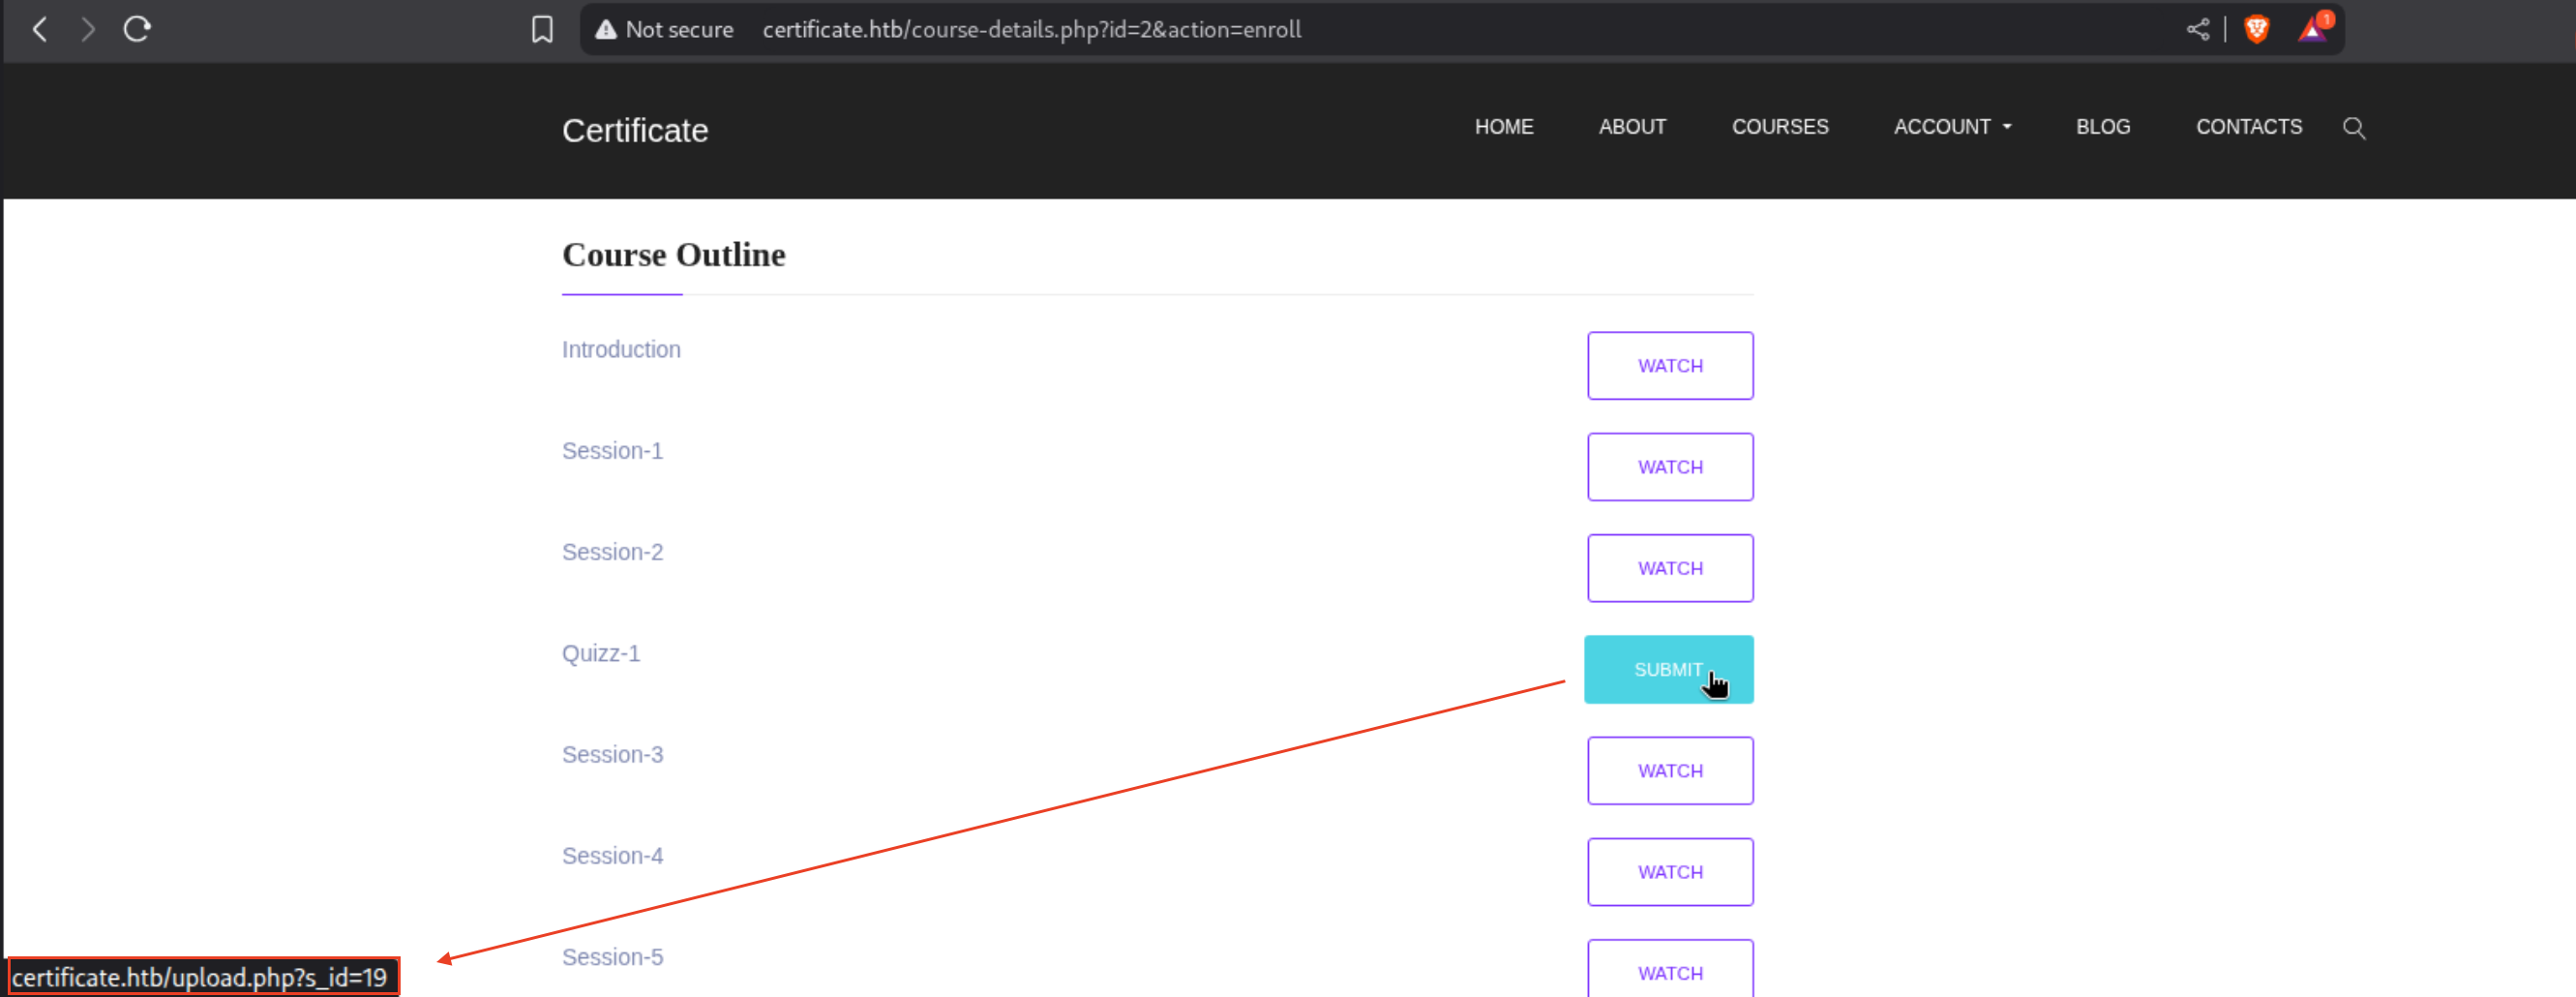 Not secure certificate.htb/course-details.php?id=2&action=enroll 1
Certificate HOME ABOUT COURSES ACCOUNT BLOG CONTACTS
Course Outline
Introduction WATCH
Session-1 WATCH
Session-2 WATCH
Quizz-1 SUBMIT
Session-3 WATCH
Session-4 WATCH
Session-5 WATCH
certificate.htb/upload.php?s_id=19